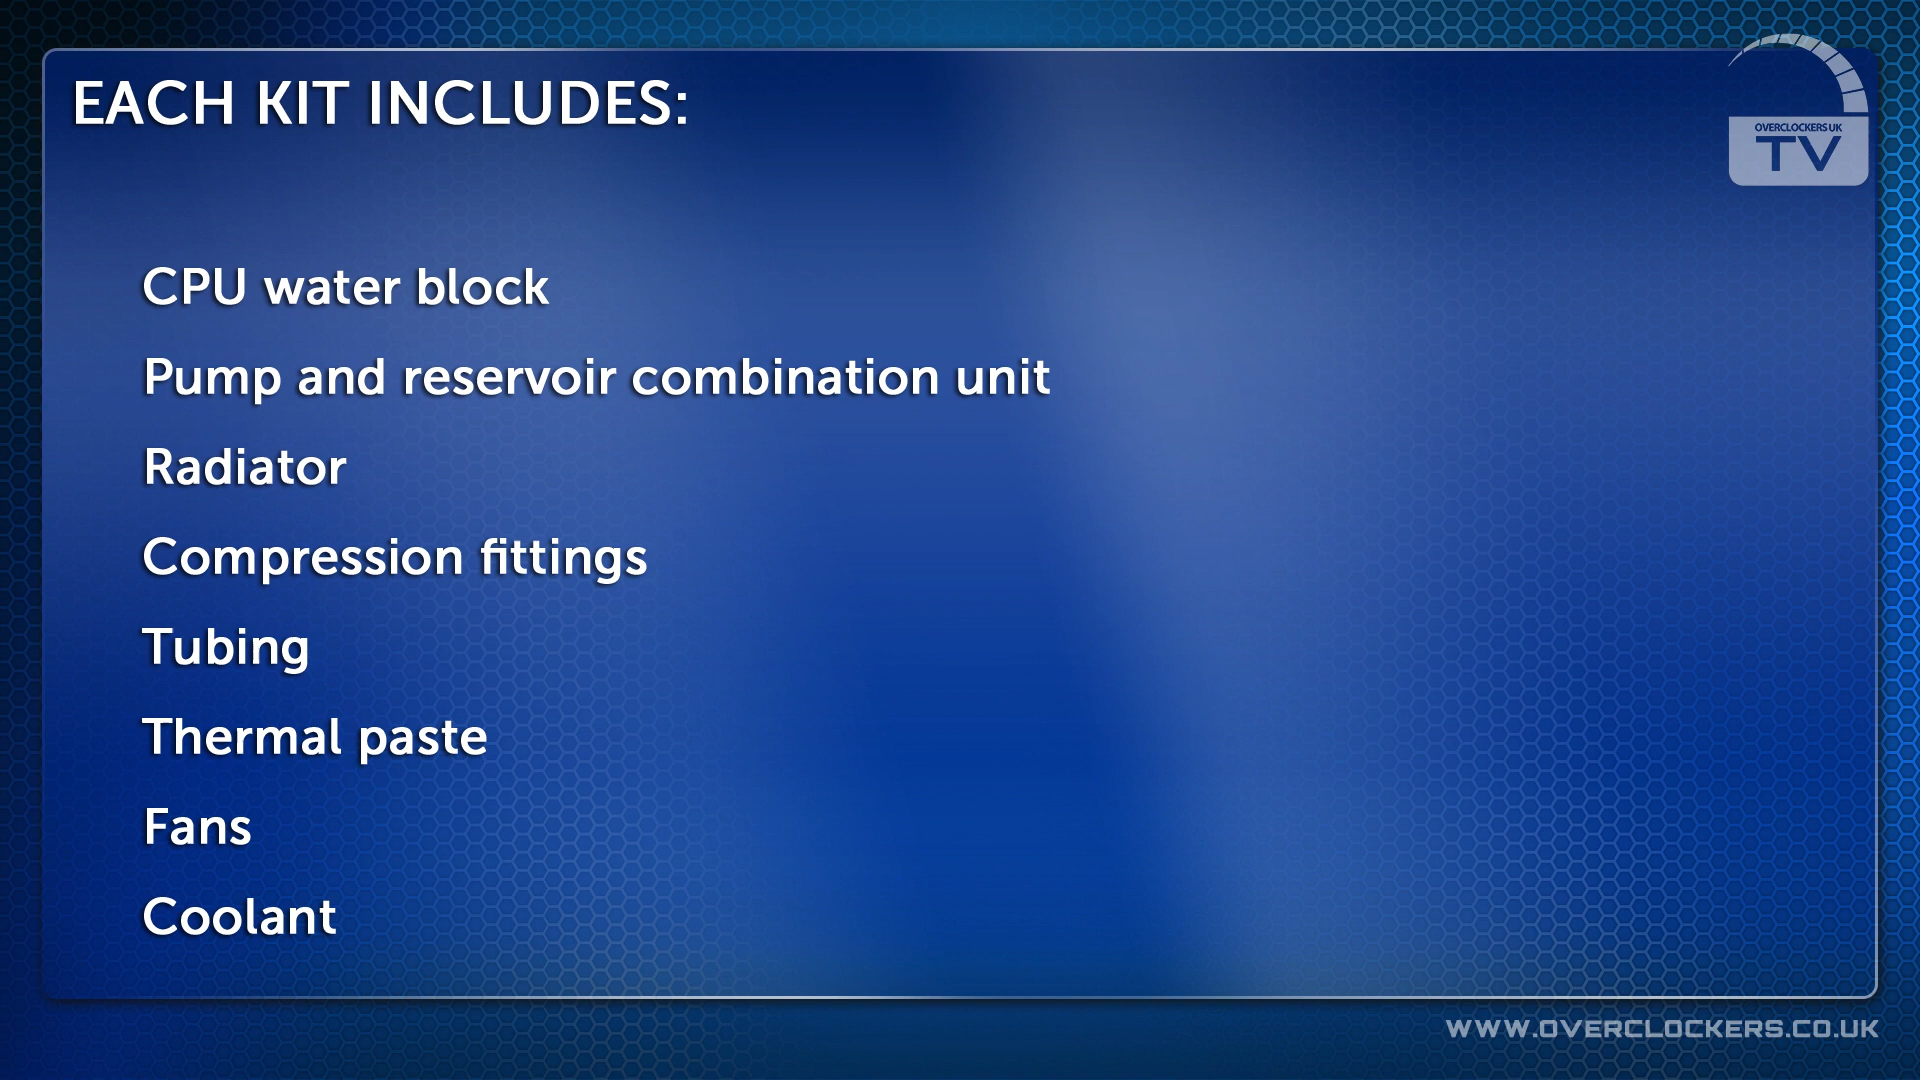 EACH KIT INCLUDES:
OVERCLOCKERS UK
TV
CPU water block
Pump and reservoir combination unit
Radiator
Compression fittings
Tubing
Thermal paste
Fans
Coolant
WWW.OVERCLOCKERS.CO.UK